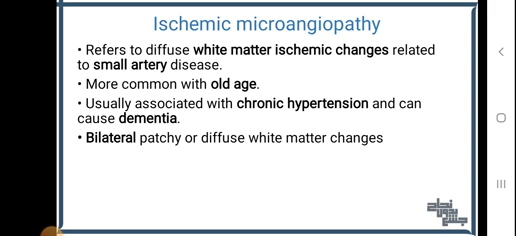 Ischemic microangiopathy
• Refers to diffuse white matter ischemic changes related
to small artery disease.
• More common with old age.
• Usually associated with chronic hypertension and can
cause dementia.
• Bilateral patchy or diffuse white matter changes